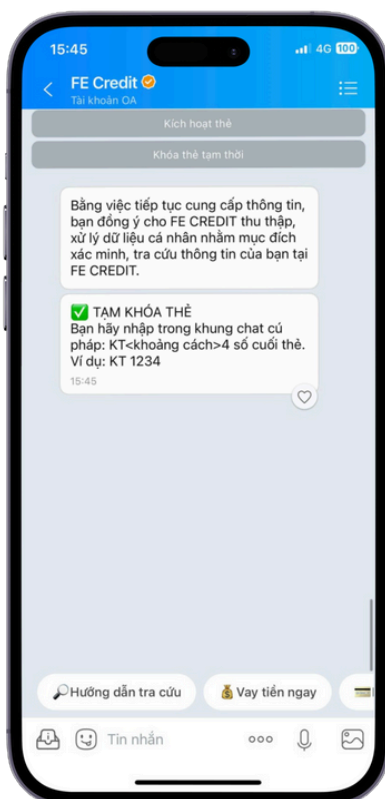 15:45
4G 100
FE Credit
Tài khoản OA
Kích hoạt thẻ
Khóa thẻ tạm thời
Bằng việc tiếp tục cung cấp thông tin,
bạn đồng ý cho FE CREDIT thu thập,
xử lý dữ liệu cá nhân nhằm mục đích
xác minh, tra cứu thông tin của bạn tại
FE CREDIT.
✅ TẠM KHÓA THẺ
Bạn hãy nhập trong khung chat cú
pháp: KT<khoảng cách>4 số cuối thẻ.
Ví dụ: KT 1234
15:45
🔎Hướng dẫn tra cứu
💰 Vay tiền ngay
Tin nhắn